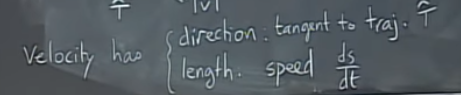 T̂ |v|
direction: tangent to traj. T̂
Velocity has {
length. speed ds/dt